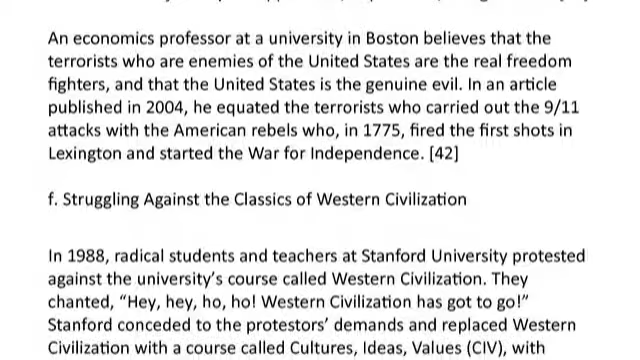 An economics professor at a university in Boston believes that the
terrorists who are enemies of the United States are the real freedom
fighters, and that the United States is the genuine evil. In an article
published in 2004, he equated the terrorists who carried out the 9/11
attacks with the American rebels who, in 1775, fired the first shots in
Lexington and started the War for Independence. [42]
f. Struggling Against the Classics of Western Civilization
In 1988, radical students and teachers at Stanford University protested
against the university's course called Western Civilization. They
chanted, "Hey, hey, ho, ho! Western Civilization has got to go!"
Stanford conceded to the protestors' demands and replaced Western
Civilization with a course called Cultures, Ideas, Values (CIV), with